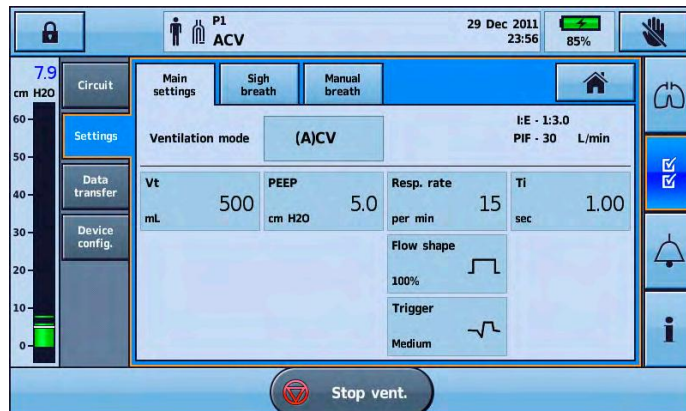 P1
ACV
29 Dec 2011
23:56
85%
7.9
cm H2O
60
50
40
30
20
10
0
Circuit
Settings
Data
transfer
Device
config.
Main
settings
Sigh
breath
Manual
breath
Ventilation mode
(A)CV
I:E - 1:3.0
PIF - 30 L/min
Vt
500
mL
PEEP
5.0
cm H2O
Resp. rate
15
per min
Ti
1.00
sec
Flow shape
100%
Trigger
Medium
Stop vent.